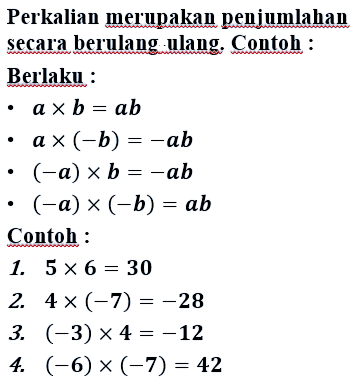 Perkalian merupakan penjumlahan
secara berulang ulang. Contoh :
Berlaku :
• a × b = ab
• a × (−b) = −ab
• (−a) × b = −ab
• (−a) × (−b) = ab
Contoh :
1. 5 × 6 = 30
2. 4 × (−7) = −28
3. (−3) × 4 = −12
4. (−6) × (−7) = 42